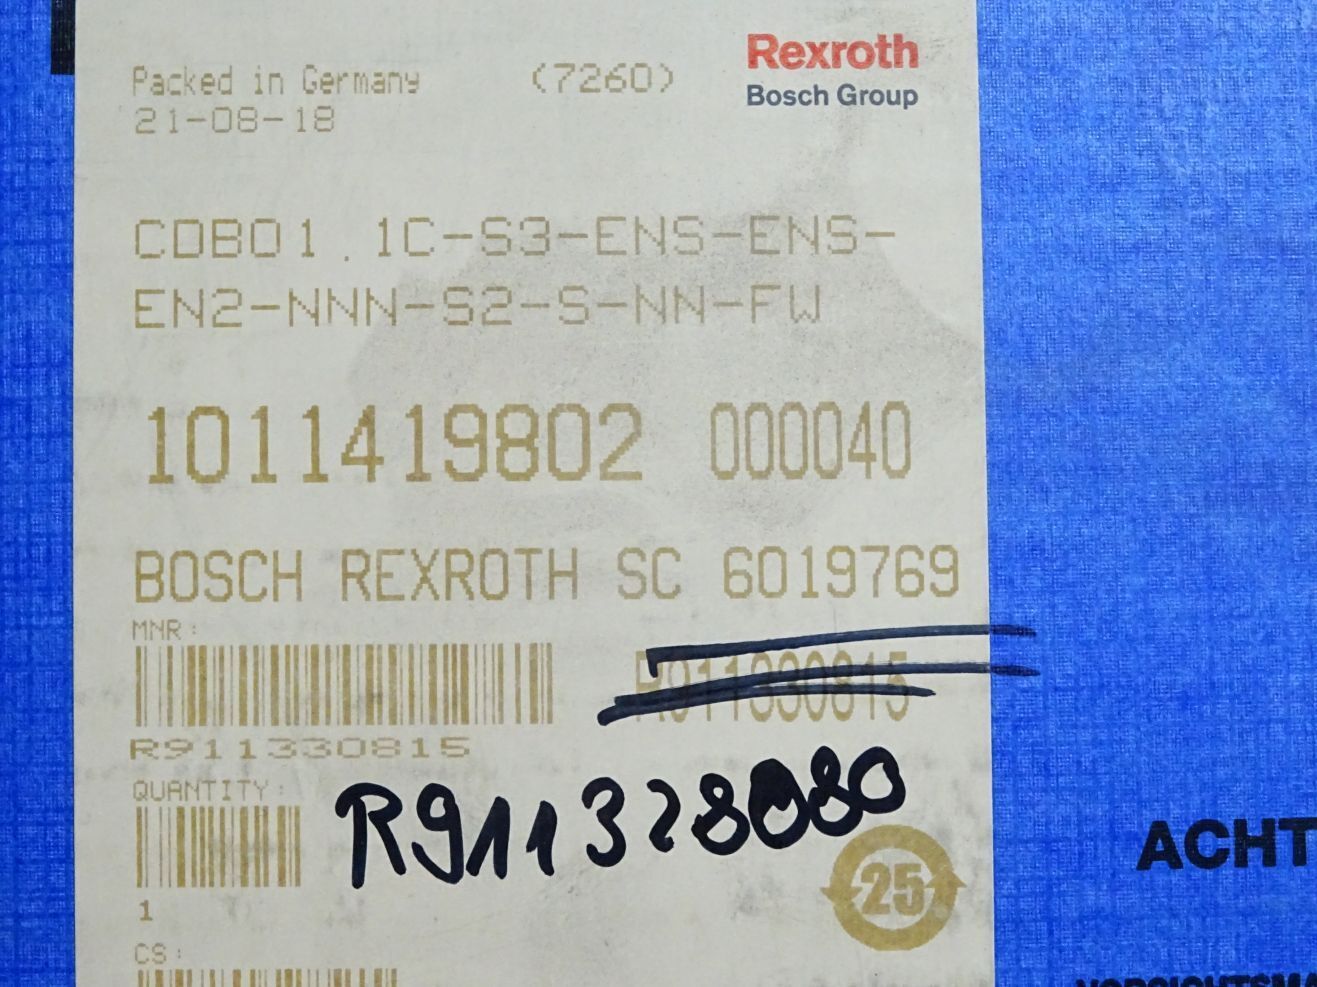 Rexroth
Bosch Group
Packed in Germany (7260)
21-08-18
CDB01.1C-S3-ENS-ENS-
EN2-NNN-S2-S-NN-FW
1011419802 000040
BOSCH REXROTH SC 6019769
MNR:
R911330815
R911330815
QUANTITY:
R911328080
1
25
CS:
ACHT
VORSICHTSMA